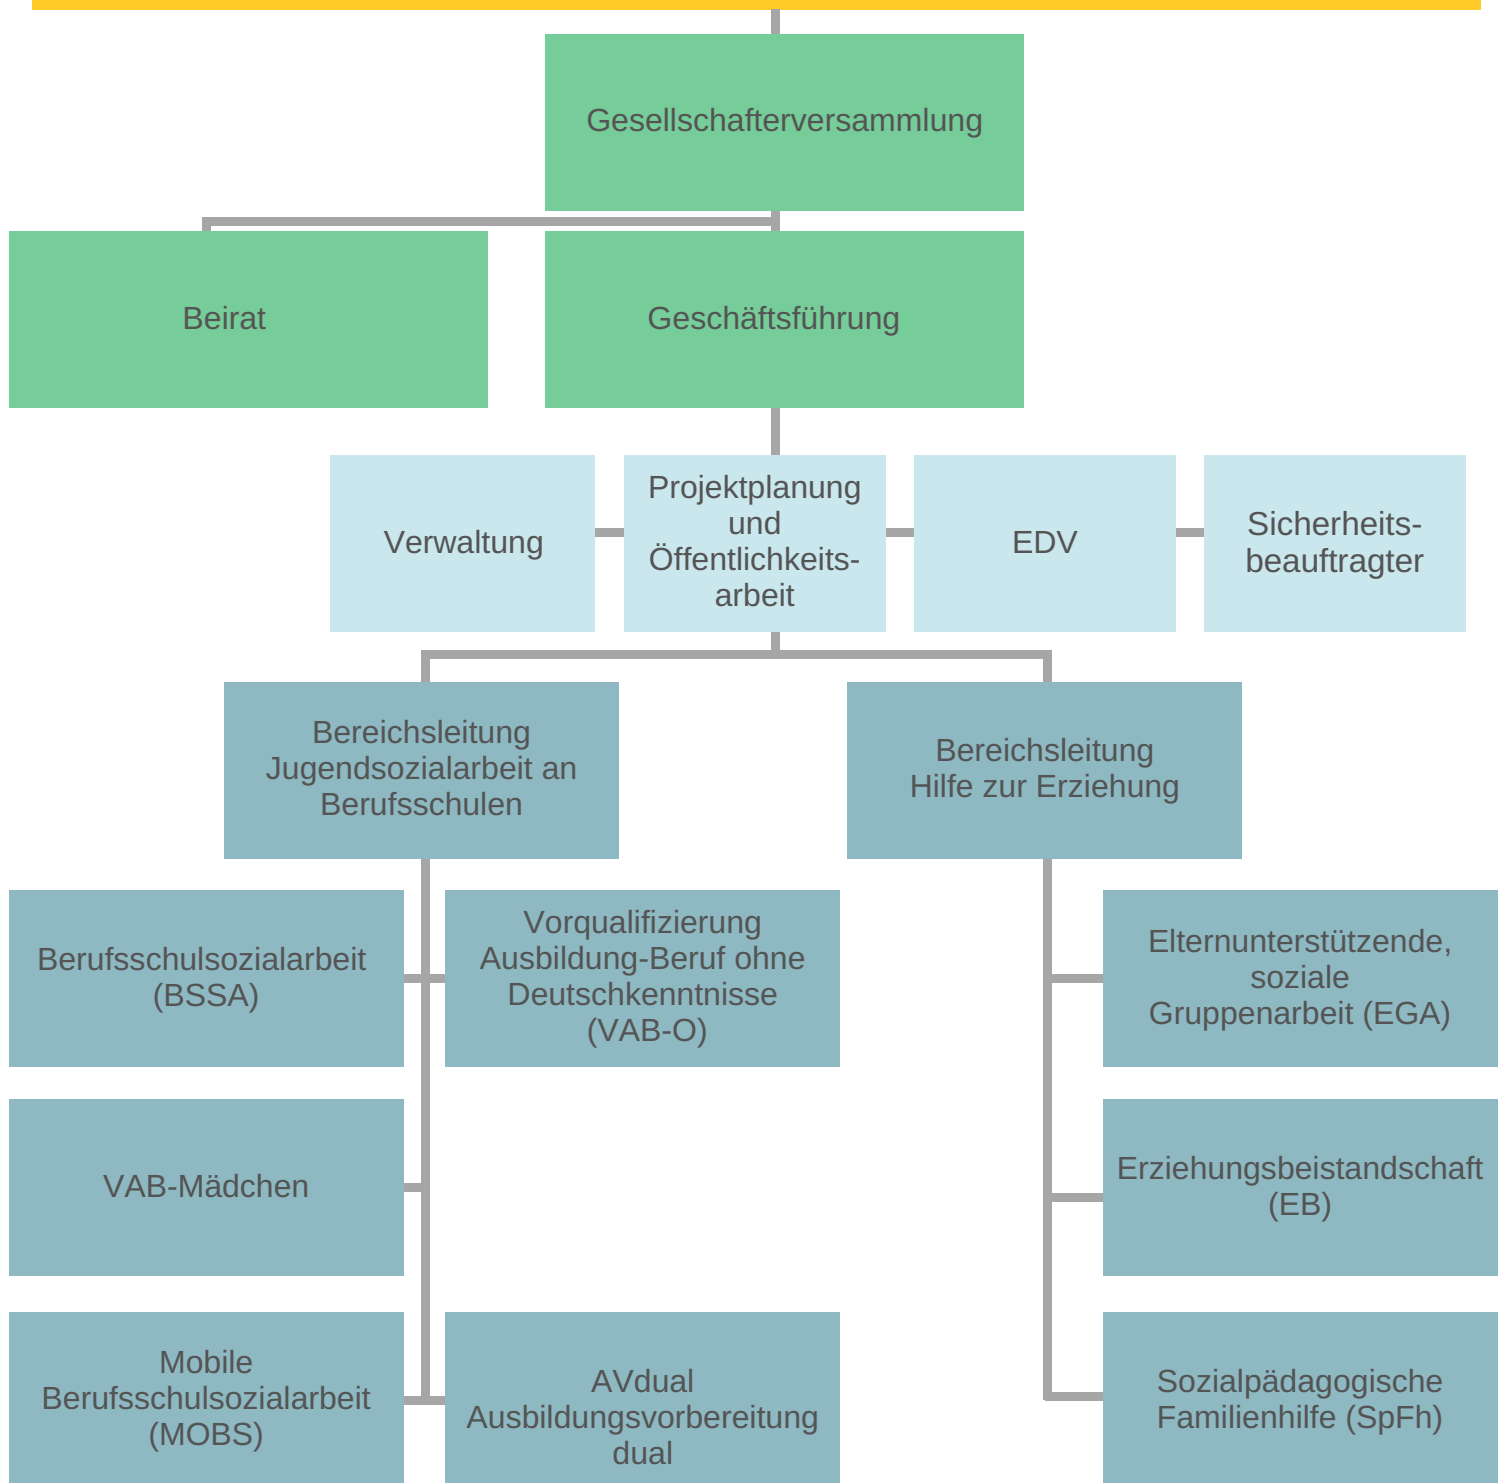 Gesellschafterversammlung
Beirat
Geschäftsführung
Verwaltung
Projektplanung
und
Öffentlichkeits-
arbeit
EDV
Sicherheits-
beauftragter
Bereichsleitung
Jugendsozialarbeit an
Berufsschulen
Bereichsleitung
Hilfe zur Erziehung
Berufsschulsozialarbeit
(BSSA)
Vorqualifizierung
Ausbildung-Beruf ohne
Deutschkenntnisse
(VAB-O)
Elternunterstützende,
soziale
Gruppenarbeit (EGA)
VAB-Mädchen
Erziehungsbeistandschaft
(EB)
Mobile
Berufsschulsozialarbeit
(MOBS)
AVdual
Ausbildungsvorbereitung
dual
Sozialpädagogische
Familienhilfe (SpFh)